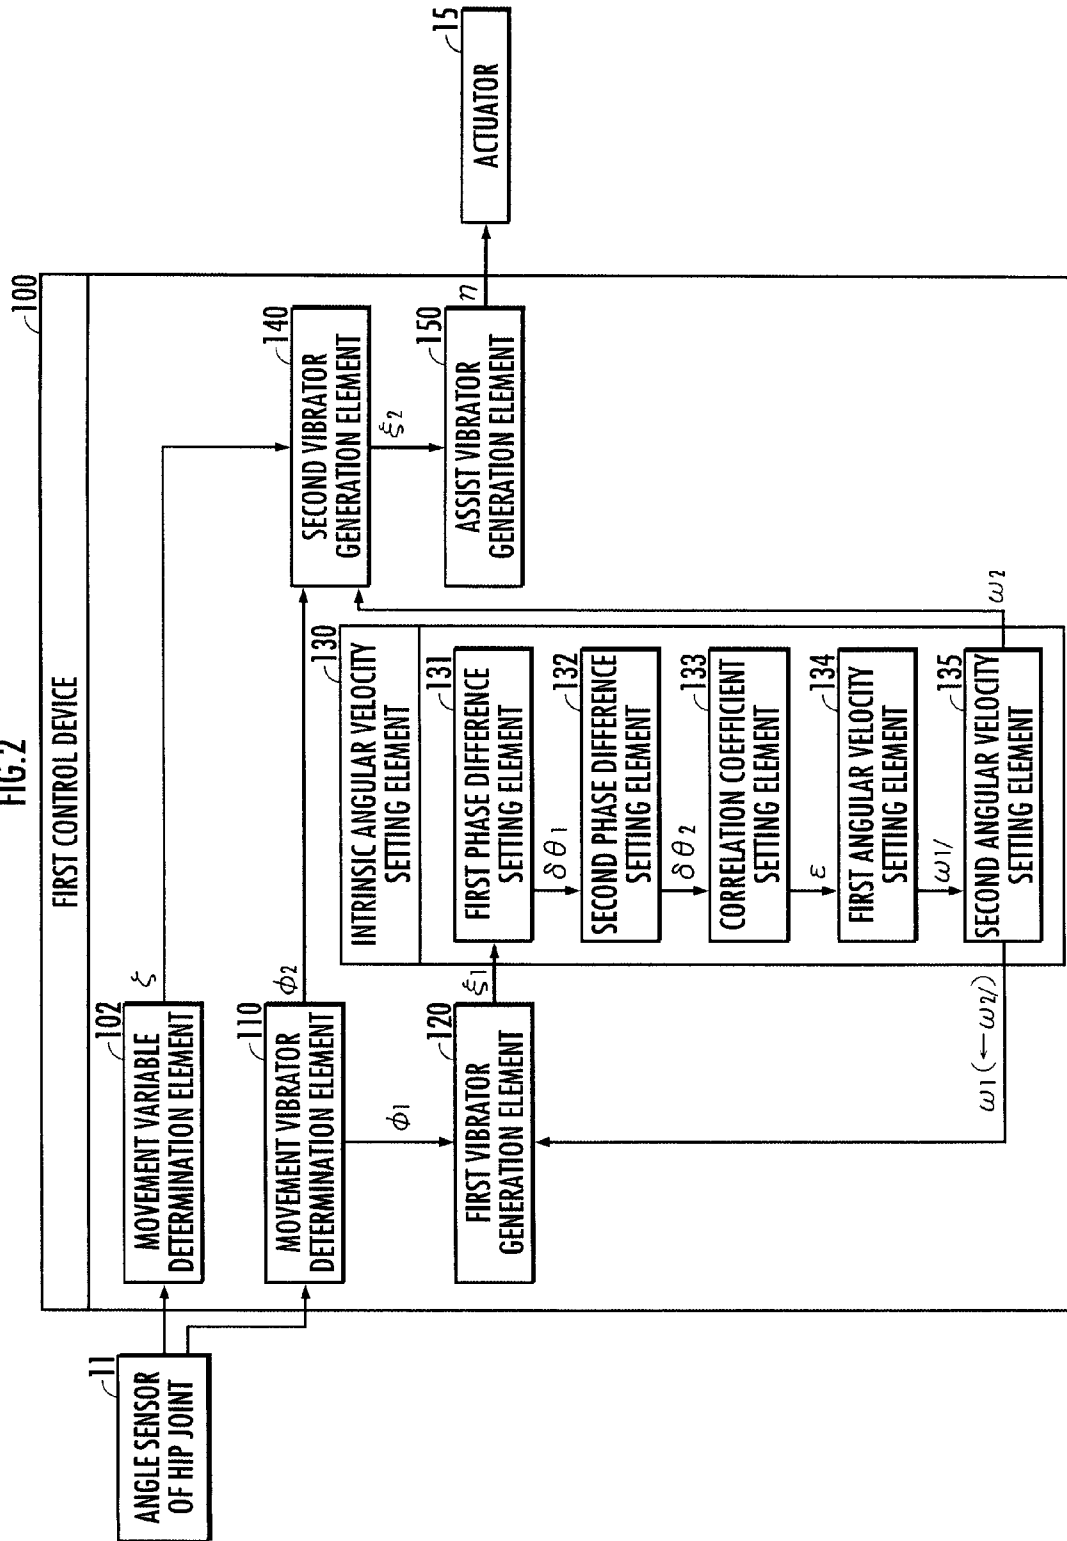 FIG.2
100
FIRST CONTROL DEVICE
11
ANGLE SENSOR
OF HIP JOINT
102
MOVEMENT VARIABLE
DETERMINATION ELEMENT
ζ
110
MOVEMENT VIBRATOR
DETERMINATION ELEMENT
ϕ2
ϕ1
120
FIRST VIBRATOR
GENERATION ELEMENT
ξ1
ω1(←ω2/)
130
INTRINSIC ANGULAR VELOCITY
SETTING ELEMENT
131
FIRST PHASE DIFFERENCE
SETTING ELEMENT
δθ1
132
SECOND PHASE DIFFERENCE
SETTING ELEMENT
δθ2
133
CORRELATION COEFFICIENT
SETTING ELEMENT
ε
134
FIRST ANGULAR VELOCITY
SETTING ELEMENT
ω1/
135
SECOND ANGULAR VELOCITY
SETTING ELEMENT
ω2
140
SECOND VIBRATOR
GENERATION ELEMENT
ξ2
150
ASSIST VIBRATOR
GENERATION ELEMENT
η
15
ACTUATOR